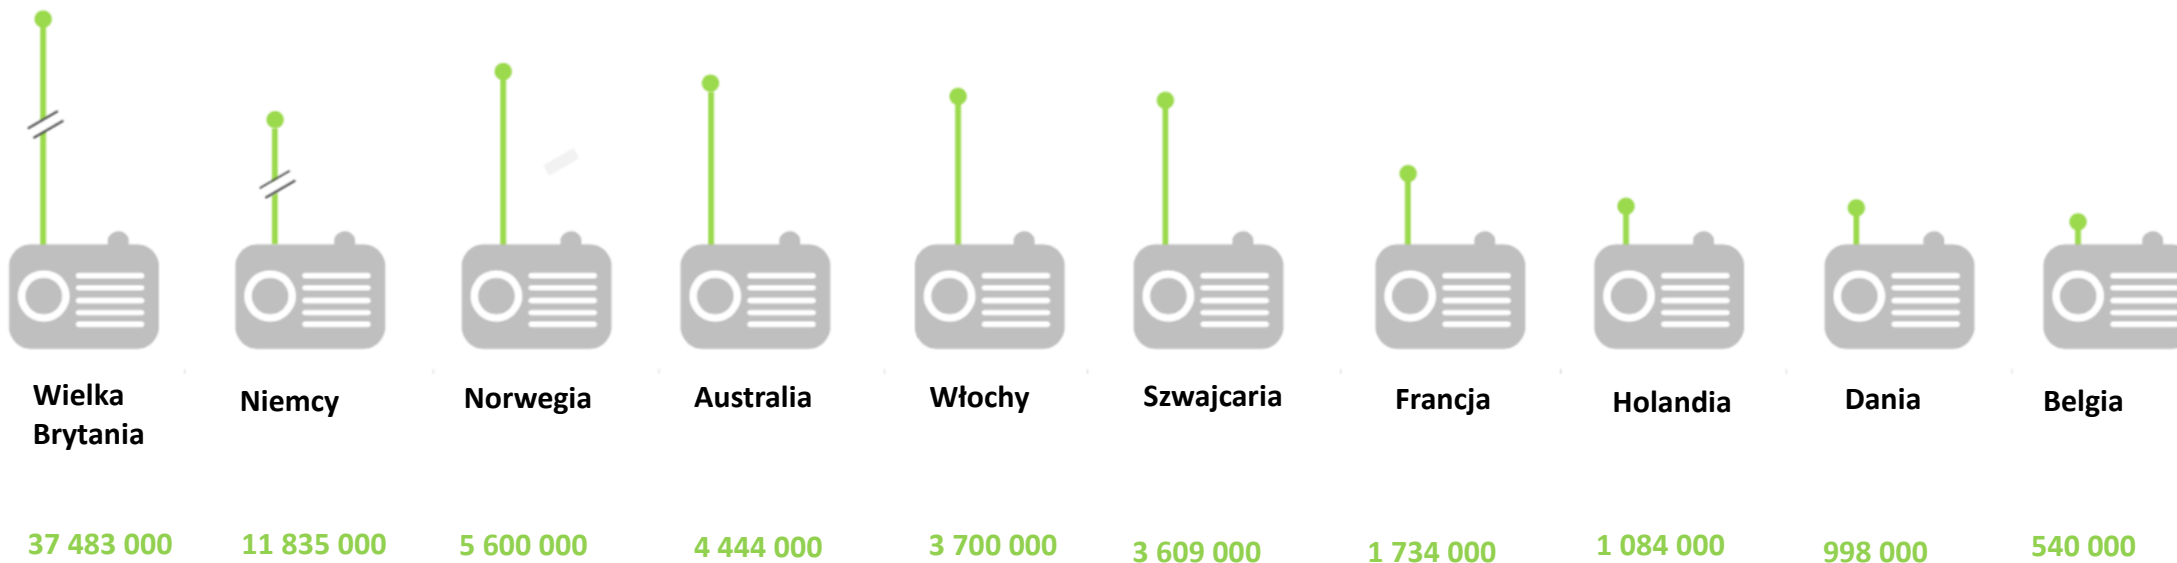 Wielka
Brytania
Niemcy
Norwegia
Australia
Włochy
Szwajcaria
Francja
Holandia
Dania
Belgia
37 483 000
11 835 000
5 600 000
4 444 000
3 700 000
3 609 000
1 734 000
1 084 000
998 000
540 000